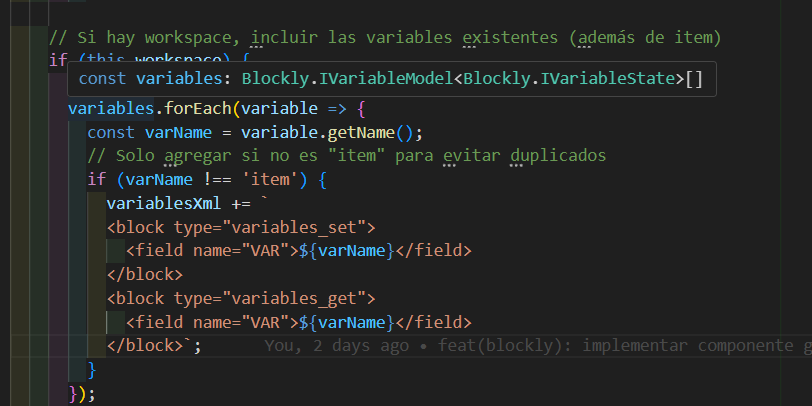 // Si hay workspace, incluir las variables existentes (además de item)
if (this.workspace) {
const variables: Blockly.IVariableModel<Blockly.IVariableState>[]
variables.forEach(variable => {
const varName = variable.getName();
// Solo agregar si no es "item" para evitar duplicados
if (varName !== 'item') {
variablesXml += `
<block type="variables_set">
<field name="VAR">${varName}</field>
</block>
<block type="variables_get">
<field name="VAR">${varName}</field>
</block>`; You, 2 days ago • feat(blockly): implementar componente g
}
});